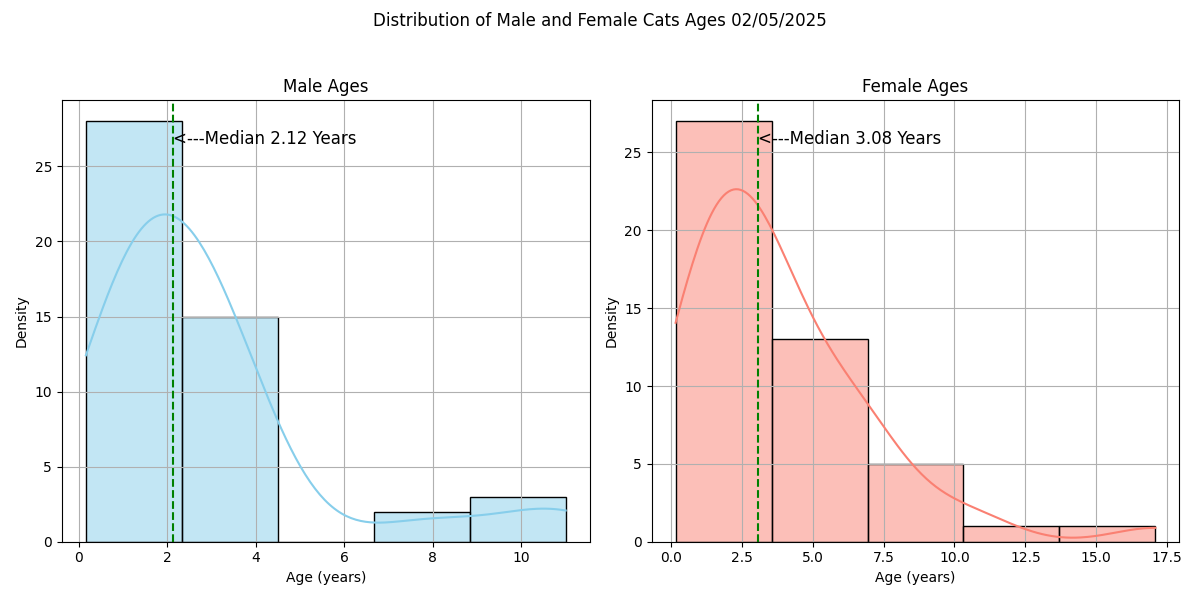 Distribution of Male and Female Cats Ages 02/05/2025
Male Ages
<---Median 2.12 Years
Density
25
20
15
10
5
0
0 2 4 6 8 10
Age (years)
Female Ages
<---Median 3.08 Years
Density
25
20
15
10
5
0
0.0 2.5 5.0 7.5 10.0 12.5 15.0 17.5
Age (years)